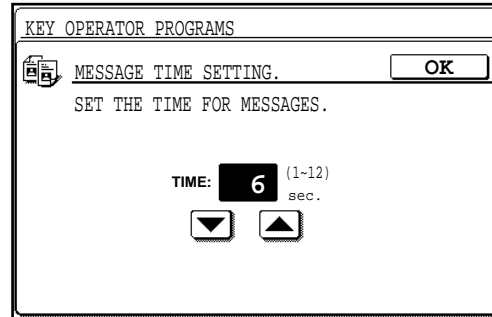 KEY OPERATOR PROGRAMS
MESSAGE TIME SETTING. OK
SET THE TIME FOR MESSAGES.
TIME: 6 (1~12)
sec.